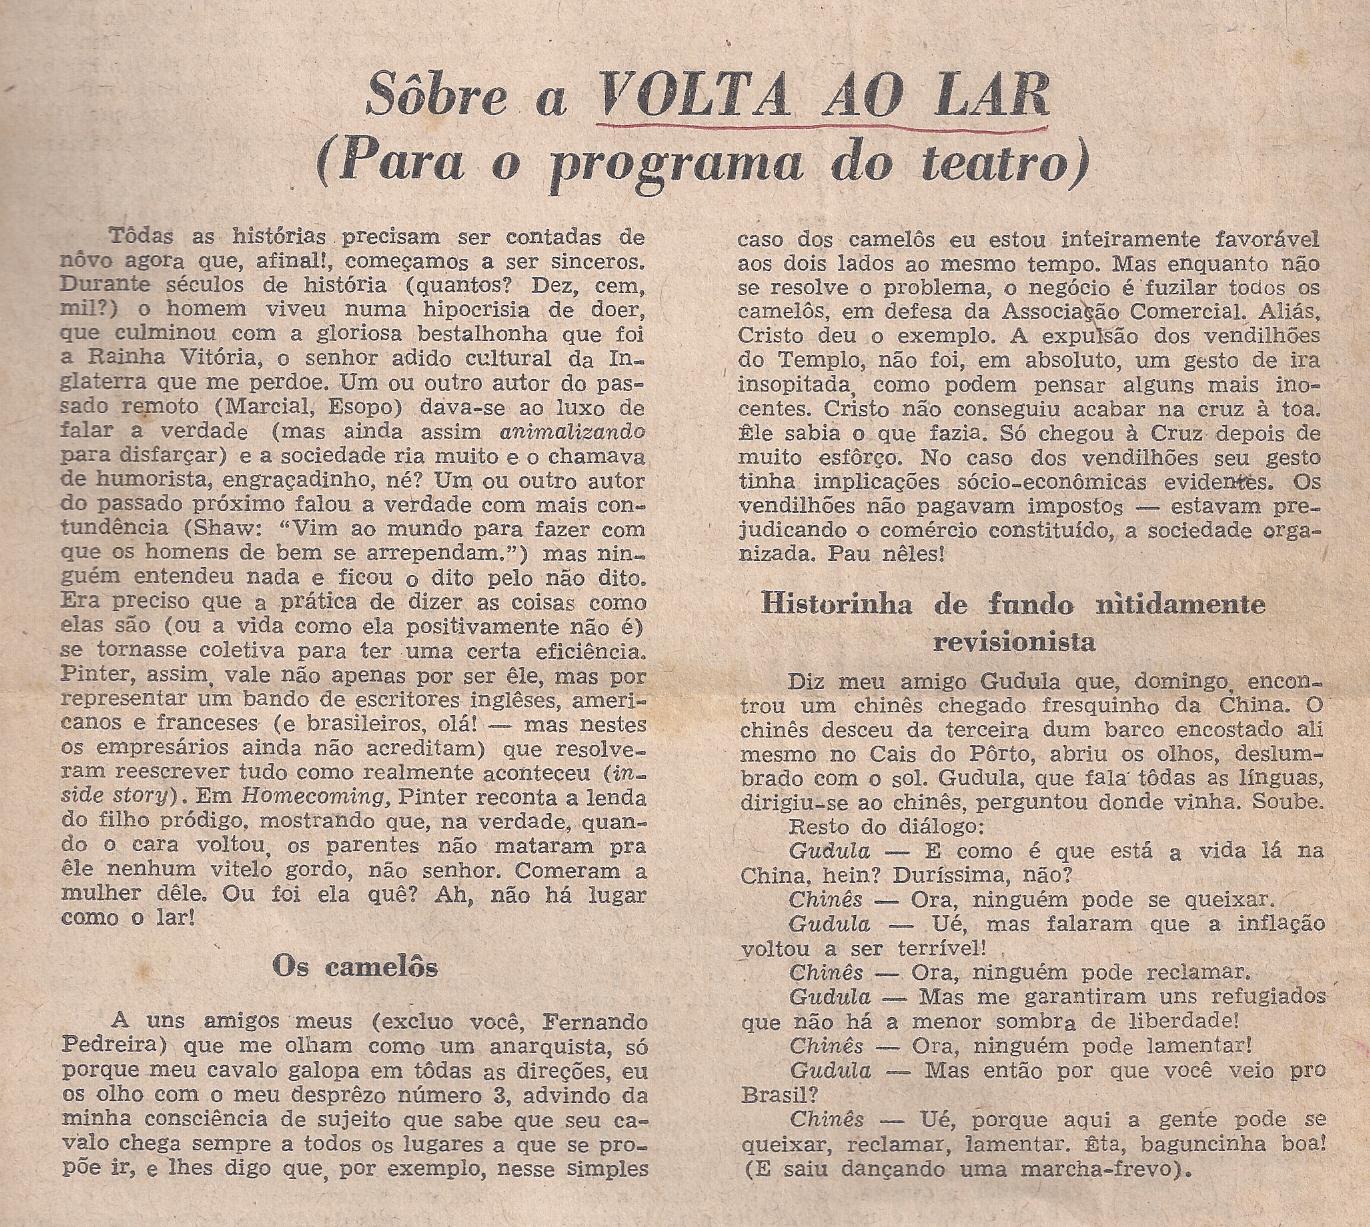 Sôbre a VOLTA AO LAR
(Para o programa do teatro)
Tôdas as histórias precisam ser contadas de
nôvo agora que, afinal!, começamos a ser sinceros.
Durante séculos de história (quantos? Dez, cem,
mil?) o homem viveu numa hipocrisia de doer,
que culminou com a gloriosa bestalhonha que foi
a Rainha Vitória, o senhor adido cultural da In-
glaterra que me perdoe. Um ou outro autor do pas-
sado remoto (Marcial, Esopo) dava-se ao luxo de
falar a verdade (mas ainda assim animalizando
para disfarçar) e a sociedade ria muito e o chamava
de humorista, engraçadinho, né? Um ou outro autor
do passado próximo falou a verdade com mais con-
tundência (Shaw: “Vim ao mundo para fazer com
que os homens de bem se arrependam.”) mas nin-
guém entendeu nada e ficou o dito pelo não dito.
Era preciso que a prática de dizer as coisas como
elas são (ou a vida como ela positivamente não é)
se tornasse coletiva para ter uma certa eficiência.
Pinter, assim, vale não apenas por ser êle, mas por
representar um bando de escritores inglêses, ameri-
canos e franceses (e brasileiros, olá! — mas nestes
os empresários ainda não acreditam) que resolve-
ram reescrever tudo como realmente aconteceu (in-
side story). Em Homecoming, Pinter reconta a lenda
do filho pródigo, mostrando que, na verdade, quan-
do o cara voltou, os parentes não mataram pra
êle nenhum vitelo gordo, não senhor. Comeram a
mulher dêle. Ou foi ela quê? Ah, não há lugar
como o lar!
Os camelôs
A uns amigos meus (excluo você, Fernando
Pedreira) que me olham como um anarquista, só
porque meu cavalo galopa em tôdas as direções, eu
os olho com o meu desprêzo número 3, advindo da
minha consciência de sujeito que sabe que seu ca-
valo chega sempre a todos os lugares a que se pro-
põe ir, e lhes digo que, por exemplo, nesse simples
caso dos camelôs eu estou inteiramente favorável
aos dois lados ao mesmo tempo. Mas enquanto não
se resolve o problema, o negócio é fuzilar todos os
camelôs, em defesa da Associação Comercial. Aliás,
Cristo deu o exemplo. A expulsão dos vendilhões
do Templo, não foi, em absoluto, um gesto de ira
insopitada, como podem pensar alguns mais ino-
centes. Cristo não conseguiu acabar na cruz à toa.
Êle sabia o que fazia. Só chegou à Cruz depois de
muito esfôrço. No caso dos vendilhões seu gesto
tinha implicações sócio-econômicas evidentes. Os
vendilhões não pagavam impostos — estavam pre-
judicando o comércio constituído, a sociedade orga-
nizada. Pau nêles!
Historinha de fundo nìtidamente
revisionista
Diz meu amigo Gudula que, domingo, encon-
trou um chinês chegado fresquinho da China. O
chinês desceu da terceira dum barco encostado ali
mesmo no Cais do Pôrto, abriu os olhos, deslum-
brado com o sol. Gudula, que fala tôdas as línguas,
dirigiu-se ao chinês, perguntou donde vinha. Soube.
Resto do diálogo:
Gudula — E como é que está a vida lá na
China, hein? Duríssima, não?
Chinês — Ora, ninguém pode se queixar.
Gudula — Ué, mas falaram que a inflação
voltou a ser terrível!
Chinês — Ora, ninguém pode reclamar.
Gudula — Mas me garantiram uns refugiados
que não há a menor sombra de liberdade!
Chinês — Ora, ninguém pode lamentar!
Gudula — Mas então por que você veio pro
Brasil?
Chinês — Ué, porque aqui a gente pode se
queixar, reclamar, lamentar. Êta, baguncinha boa!
(E saiu dançando uma marcha-frevo).